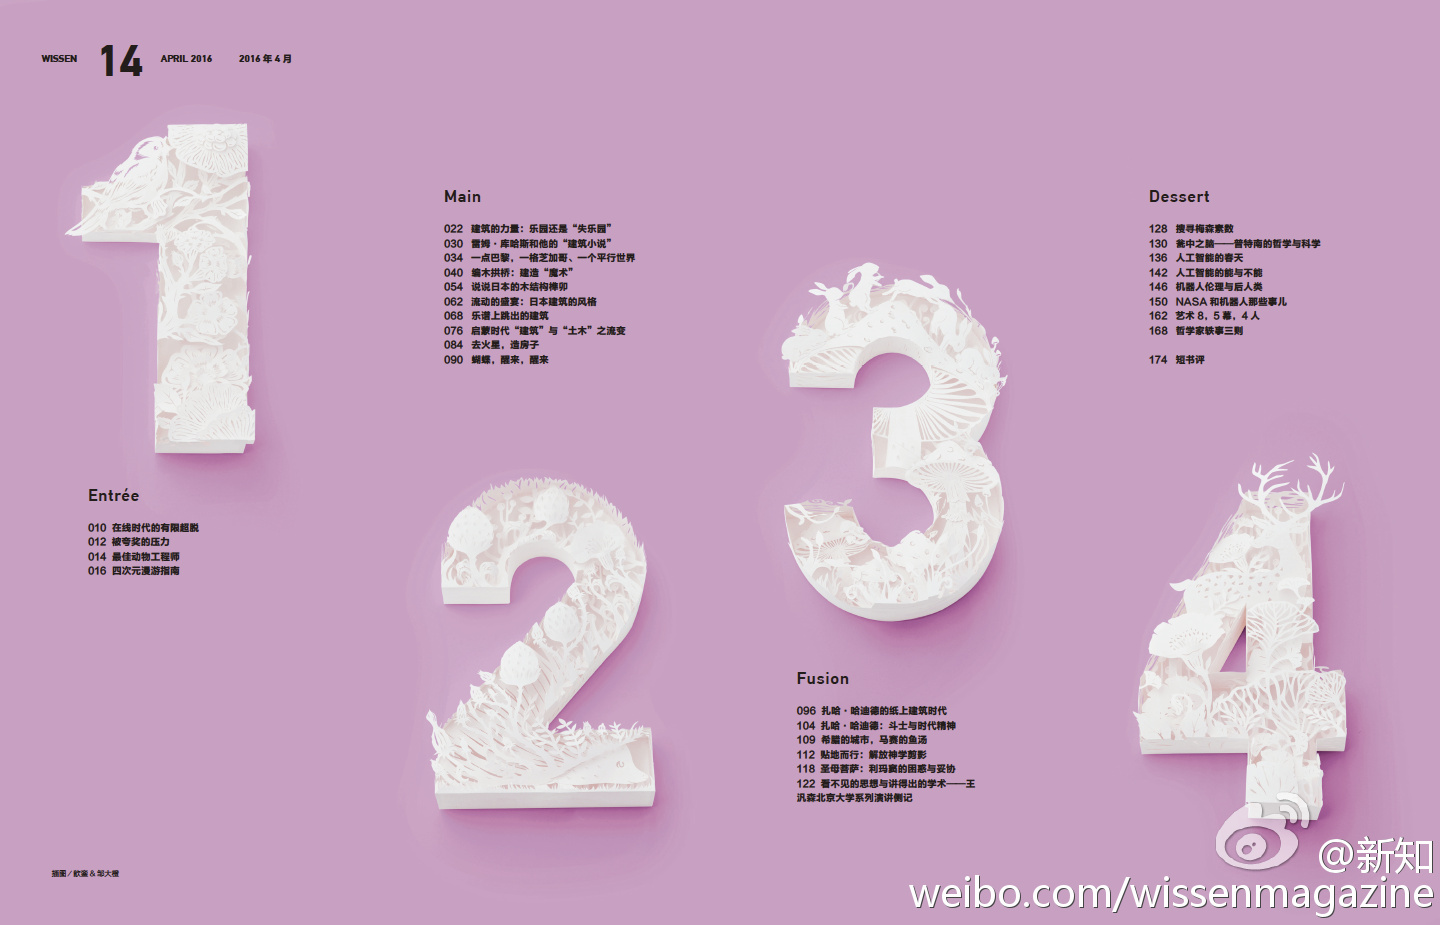 WISSEN 14 APRIL 2016 2016 年 4 月
Entrée
010 在线时代的有限超脱
012 被夸奖的压力
014 最佳动物工程师
016 四次元漫游指南
Main
022 建筑的力量：乐园还是“失乐园”
030 雷姆·库哈斯和他的“建筑小说”
034 一点巴黎，一格芝加哥、一个平行世界
040 编木拱桥：建造“魔术”
054 说说日本的木结构榫卯
062 流动的盛宴：日本建筑的风格
068 乐谱上跳出的建筑
076 启蒙时代“建筑”与“土木”之流变
084 去火星，造房子
090 蝴蝶，醒来，醒来
Fusion
096 扎哈·哈迪德的纸上建筑时代
104 扎哈·哈迪德：斗士与时代精神
109 希腊的城市，马赛的鱼汤
112 贴地而行：解放神学剪影
118 圣母菩萨：利玛窦的困惑与妥协
122 看不见的思想与讲得出的学术——王
汎森北京大学系列演讲侧记
Dessert
128 搜寻梅森素数
130 瓮中之脑——普特南的哲学与科学
136 人工智能的春天
142 人工智能的能与不能
146 机器人伦理与后人类
150 NASA 和机器人那些事儿
162 艺术 8，5 幕，4 人
168 哲学家轶事三则
174 短书评
1
2
3
4
@新知
weibo.com/wissenmagazine